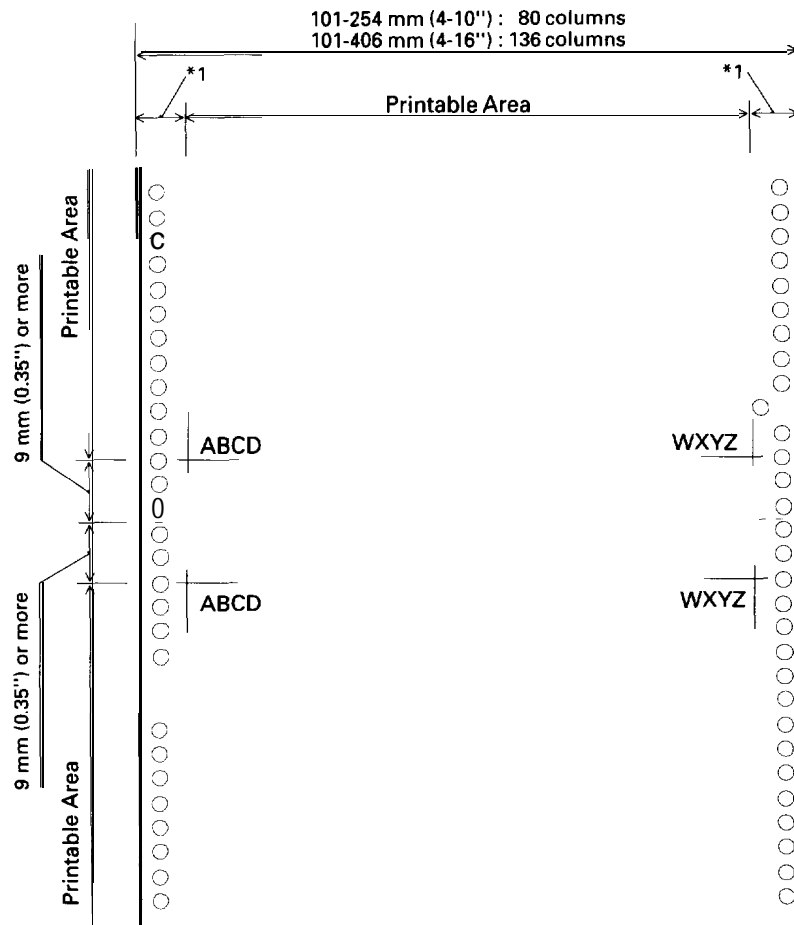 101-254 mm (4-10"): 80 columns
101-406 mm (4-16"): 136 columns
*1
*1
Printable Area
Printable Area
9 mm (0.35") or more
C
ABCD
WXYZ
0
ABCD
WXYZ
9 mm (0.35") or more
Printable Area